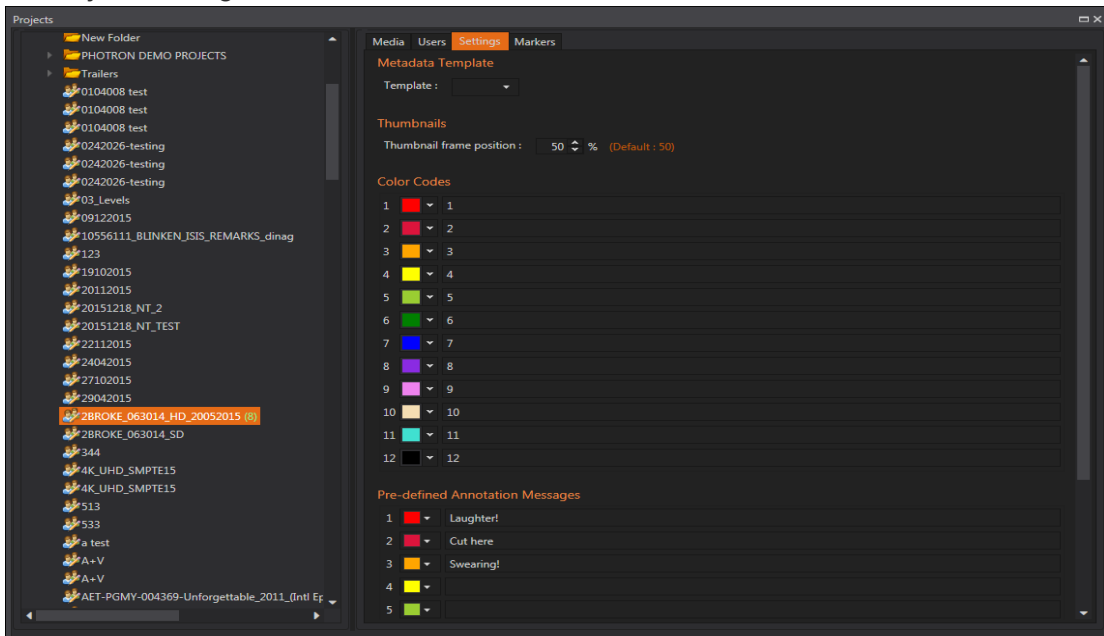 Projects
New Folder
PHOTRON DEMO PROJECTS
Trailers
0104008 test
0104008 test
0104008 test
0242026-testing
0242026-testing
0242026-testing
03_Levels
09122015
10556111_BLINKEN_ISIS_REMARKS_dinag
123
19102015
20112015
20151218_NT_2
20151218_NT_TEST
22112015
24042015
27102015
29042015
2BROKE_063014_HD_20052015 (8)
2BROKE_063014_SD
344
4K_UHD_SMPTE15
4K_UHD_SMPTE15
513
533
a test
A+V
A+V
AET-PGMY-004369-Unforgettable_2011_(Intl Ep
Media Users Settings Markers
Metadata Template
Template :
Thumbnails
Thumbnail frame position : 50 % (Default : 50)
Color Codes
1 1
2 2
3 3
4 4
5 5
6 6
7 7
8 8
9 9
10 10
11 11
12 12
Pre-defined Annotation Messages
1 Laughter!
2 Cut here
3 Swearing!
4
5